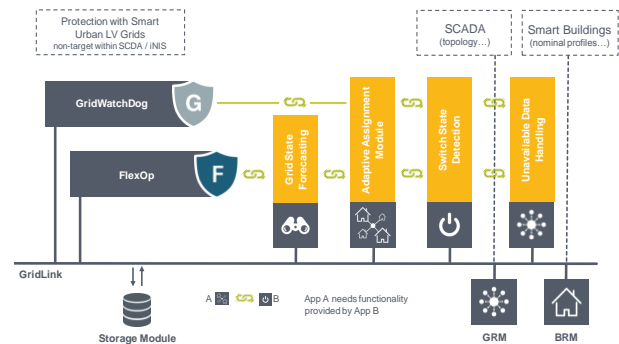 Protection with Smart
Urban LV Grids
non-target within SCDA / iNIS
SCADA
(topology...)
Smart Buildings
(nominal profiles...)
GridWatchDog
G
FlexOp
F
Grid State
Forecasting
Adaptive Assignment
Module
Switch State
Detection
Unavailable Data
Handling
GridLink
Storage Module
A
B
App A needs functionality
provided by App B
GRM
BRM